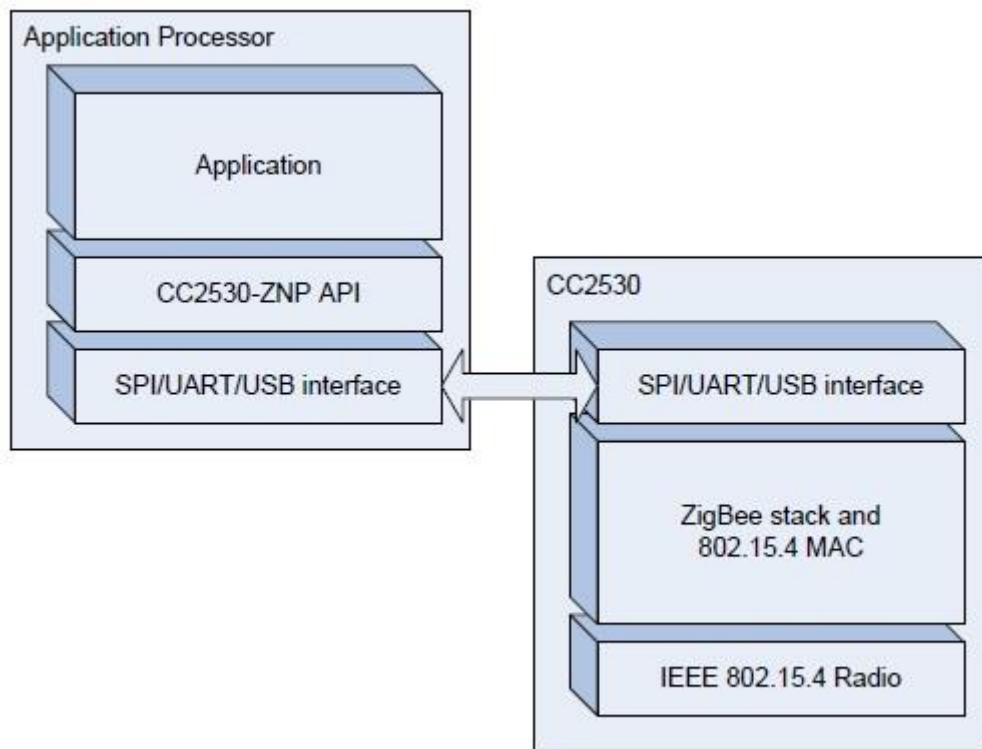 Application Processor
Application
CC2530-ZNP API
SPI/UART/USB interface
CC2530
SPI/UART/USB interface
ZigBee stack and
802.15.4 MAC
IEEE 802.15.4 Radio